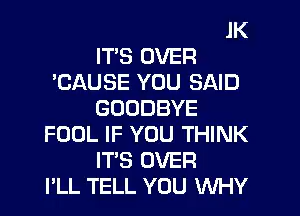 JK
IT'S OVER
'CAUSE YOU SAID
GOODBYE
FOOL IF YOU THINK
IT'S OVER
I'LL TELL YOU WHY